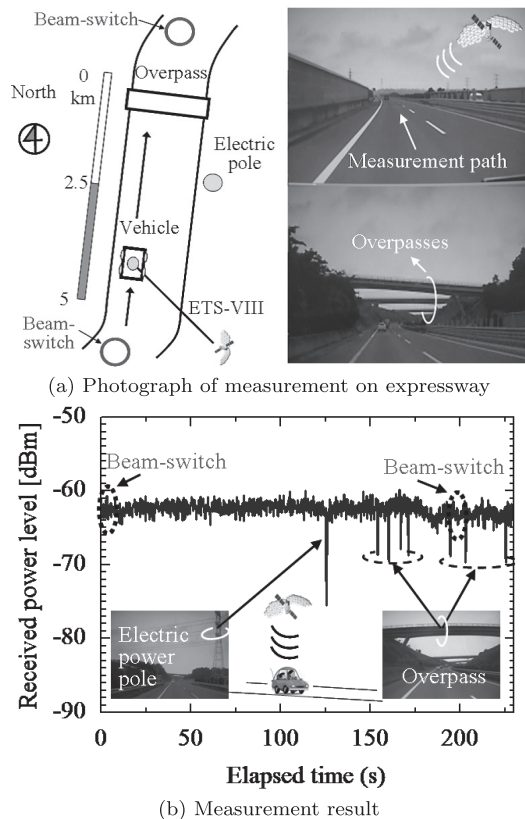 Beam-switch
0
km
Overpass
North
4
Electric
pole
2.5
Vehicle
5
ETS-VIII
Beam-
switch
Measurement path
Overpasses
(a) Photograph of measurement on expressway
-50
Beam-switch
Beam-switch
-60
-70
-80
-90
Received power level [dBm]
Electric
power
pole
Overpass
0
50
100
150
200
Elapsed time (s)
(b) Measurement result